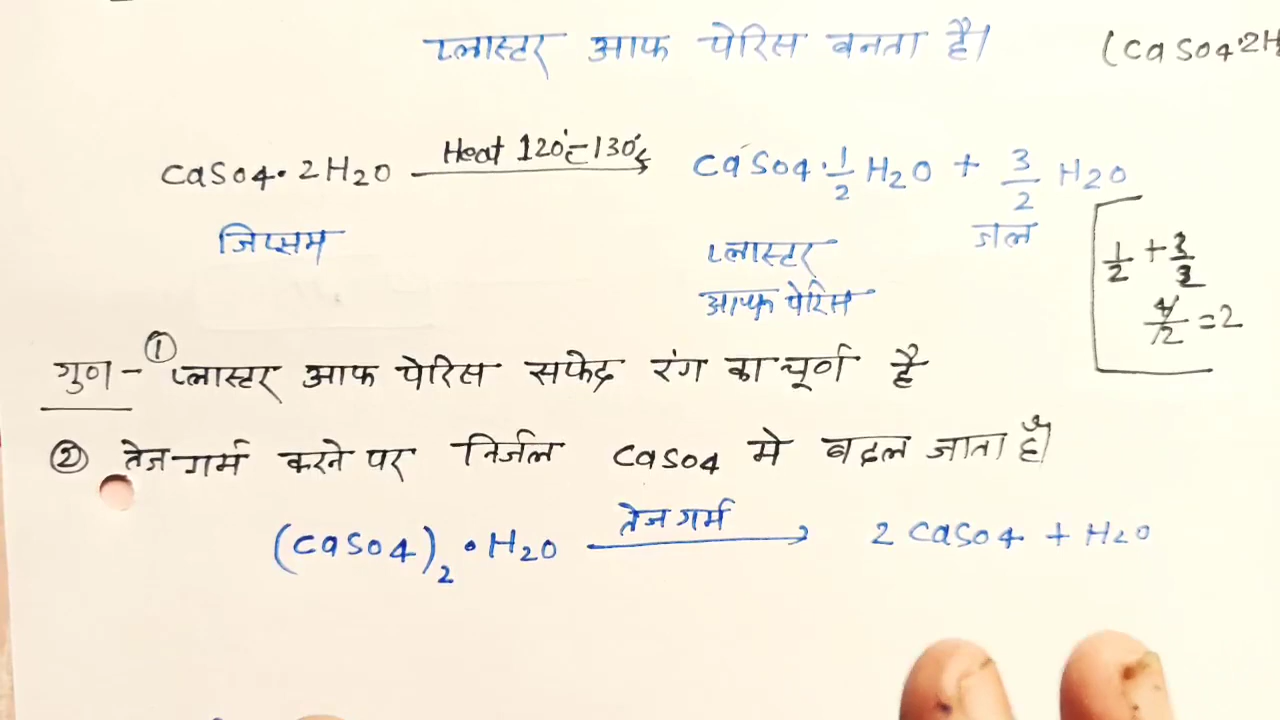 प्लास्टर आफ पेरिस बनता है। (CaSO4·2H
CaSO4·2H2O Heat 120°C-130°C CaSO4·1/2 H2O + 3/2 H2O
जिप्सम प्लास्टर आफ पेरिस जल
1/2 + 3/2
4/2 = 2
गुण - ① प्लास्टर आफ पेरिस सफेद रंग का चूर्ण है
② तेज गर्म करने पर निर्जल CaSO4 मे बदल जाता है।
(CaSO4)2·H2O तेज गर्म 2CaSO4 + H2O